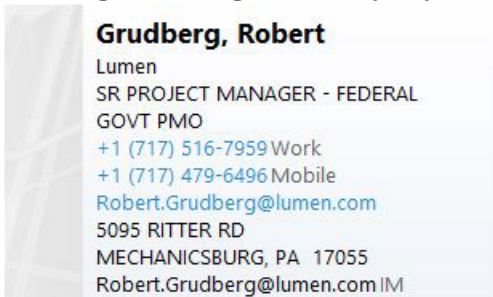 Grudberg, Robert
Lumen
SR PROJECT MANAGER - FEDERAL
GOVT PMO
+1 (717) 516-7959 Work
+1 (717) 479-6496 Mobile
Robert.Grudberg@lumen.com
5095 RITTER RD
MECHANICSBURG, PA  17055
Robert.Grudberg@lumen.com IM